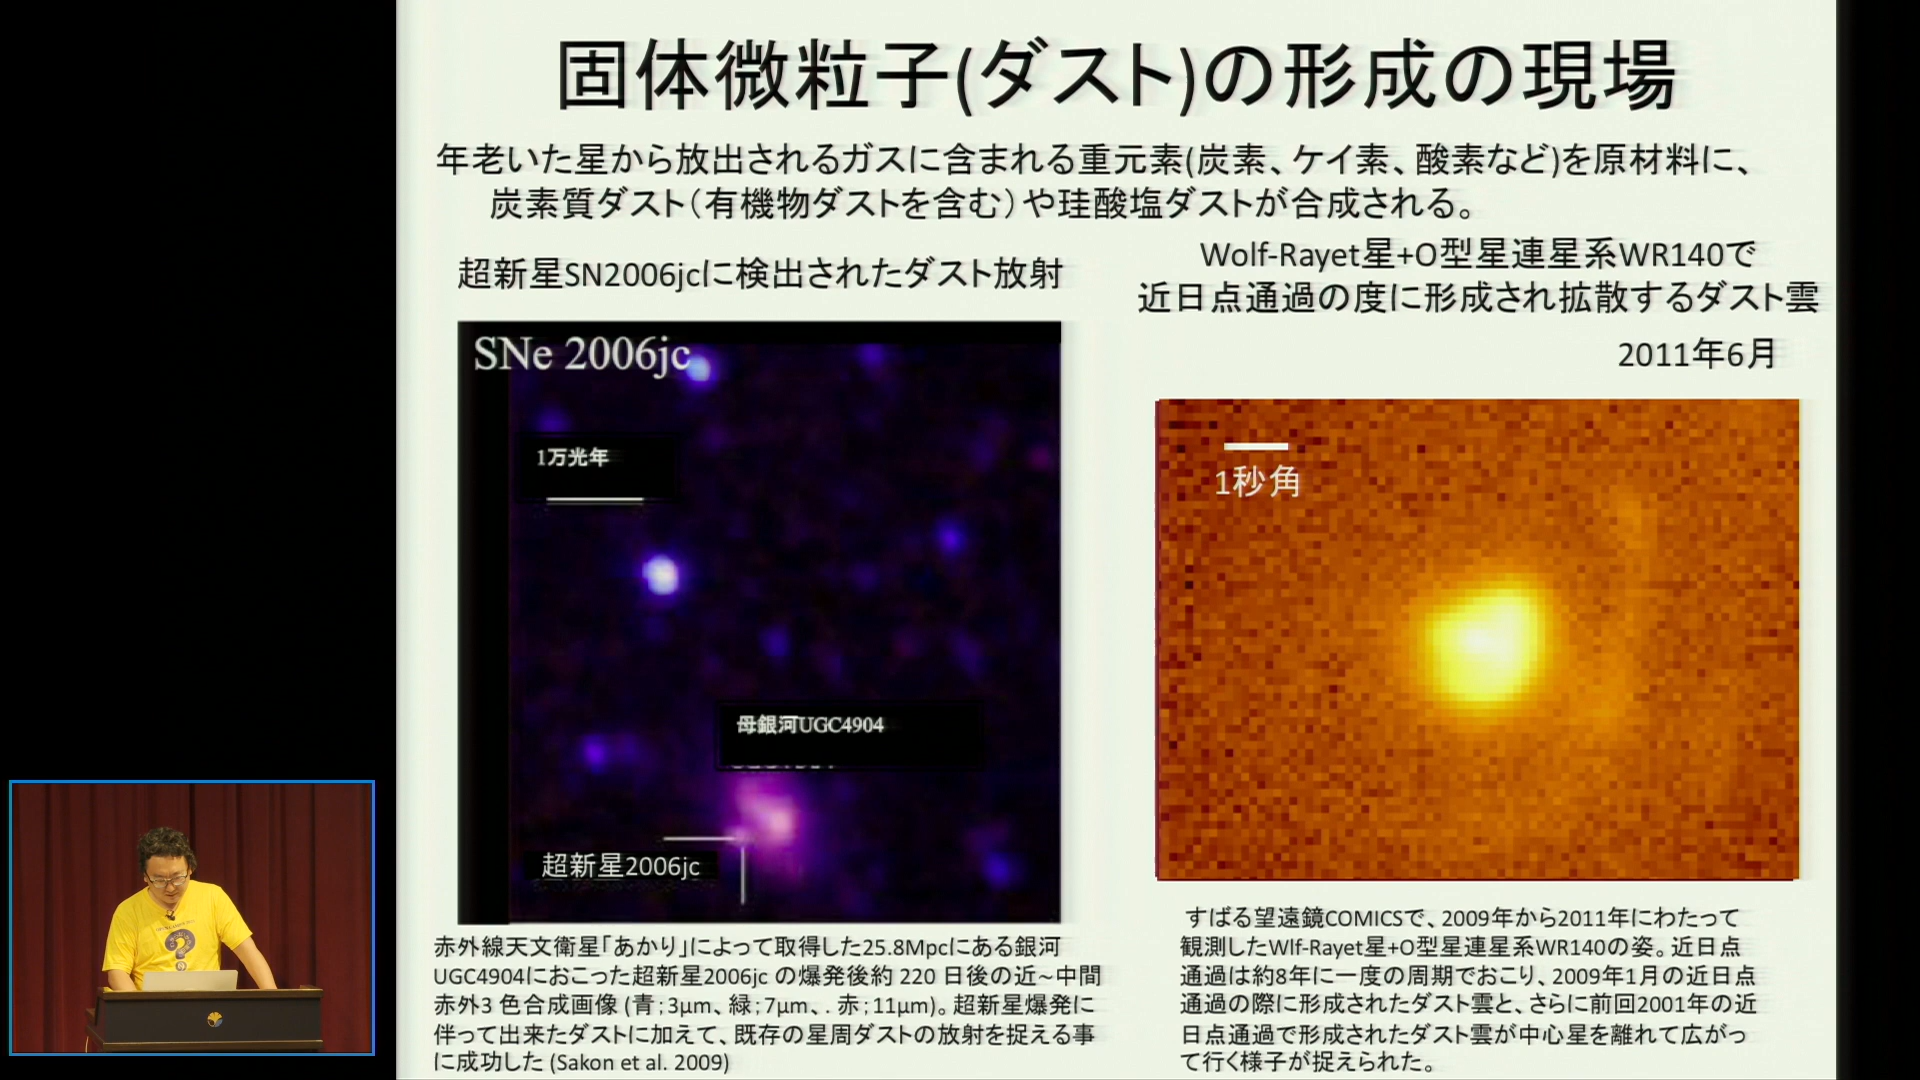 固体微粒子(ダスト)の形成の現場
年老いた星から放出されるガスに含まれる重元素(炭素、ケイ素、酸素など)を原材料に、
炭素質ダスト（有機物ダストを含む）や珪酸塩ダストが合成される。
超新星SN2006jcに検出されたダスト放射
SNe 2006jc
1万光年
母銀河UGC4904
超新星2006jc
赤外線天文衛星「あかり」によって取得した25.8Mpcにある銀河
UGC4904におこった超新星2006jc の爆発後約 220 日後の近~中間
赤外3 色合成画像 (青；3μm、緑；7μm、. 赤；11μm)。超新星爆発に
伴って出来たダストに加えて、既存の星周ダストの放射を捉える事
に成功した (Sakon et al. 2009)
Wolf-Rayet星+O型星連星系WR140で
近日点通過の度に形成され拡散するダスト雲
2011年6月
1秒角
すばる望遠鏡COMICSで、2009年から2011年にわたって
観測したWlf-Rayet星+O型星連星系WR140の姿。近日点
通過は約8年に一度の周期でおこり、2009年1月の近日点
通過の際に形成されたダスト雲と、さらに前回2001年の近
日点通過で形成されたダスト雲が中心星を離れて広がっ
て行く様子が捉えられた。